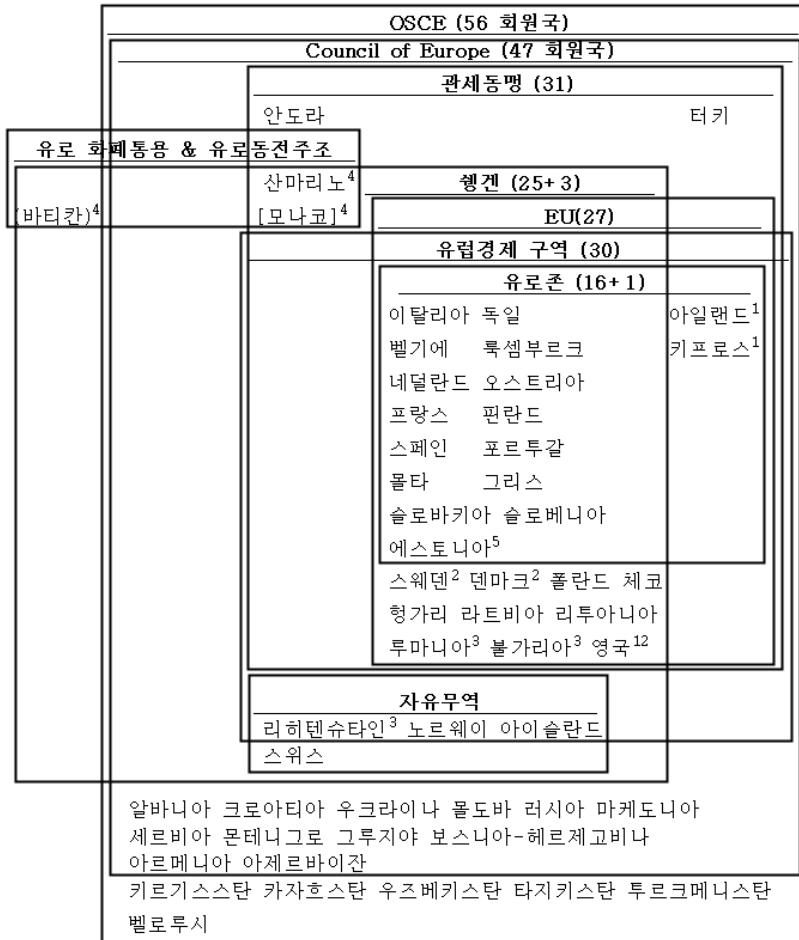 OSCE (56 회원국)
Council of Europe (47 회원국)
관세동맹 (31)
안도라 터키
유로 화폐통용 & 유로동전주조
산마리노4 쉥겐 (25+3)
(바티칸)4 [모나코]4 EU(27)
유럽경제 구역 (30)
유로존 (16+1)
이탈리아 독일 아일랜드1
벨기에 룩셈부르크 키프로스1
네덜란드 오스트리아
프랑스 핀란드
스페인 포르투갈
몰타 그리스
슬로바키아 슬로베니아
에스토니아5
스웨덴2 덴마크2 폴란드 체코
헝가리 라트비아 리투아니아
루마니아3 불가리아3 영국12
자유무역
리히텐슈타인3 노르웨이 아이슬란드
스위스
알바니아 크로아티아 우크라이나 몰도바 러시아 마케도니아
세르비아 몬테니그로 그루지야 보스니아-헤르제고비나
아르메니아 아제르바이잔
키르기스스탄 카자흐스탄 우즈베키스탄 타지키스탄 투르크메니스탄
벨로루시